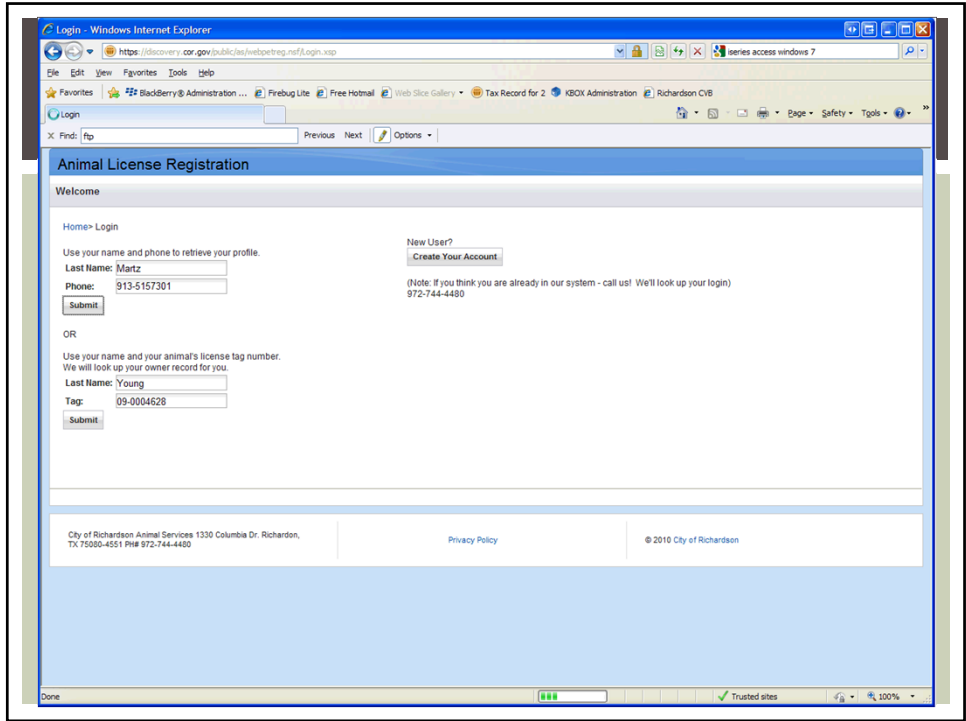 Login - Windows Internet Explorer
https://discovery.cor.gov/public/as/webpetreg.nsf/Login.xsp
iseries access windows 7
File Edit View Favorites Tools Help
Favorites BlackBerry® Administration ... Firebug Lite Free Hotmail Web Slice Gallery Tax Record for 2 KBOX Administration Richardson CVB
Login
Page Safety Tools
»
x Find: ftp Previous Next Options
Animal License Registration
Welcome
Home> Login
Use your name and phone to retrieve your profile.
Last Name: Martz
Phone: 913-5157301
Submit
OR
Use your name and your animal's license tag number.
We will look up your owner record for you.
Last Name: Young
Tag: 09-0004628
Submit
New User?
Create Your Account
(Note: If you think you are already in our system - call us! We'll look up your login)
972-744-4480
City of Richardson Animal Services 1330 Columbia Dr. Richardon,
TX 75080-4551 PH# 972-744-4480
Privacy Policy
© 2010 City of Richardson
Done
Trusted sites
100%